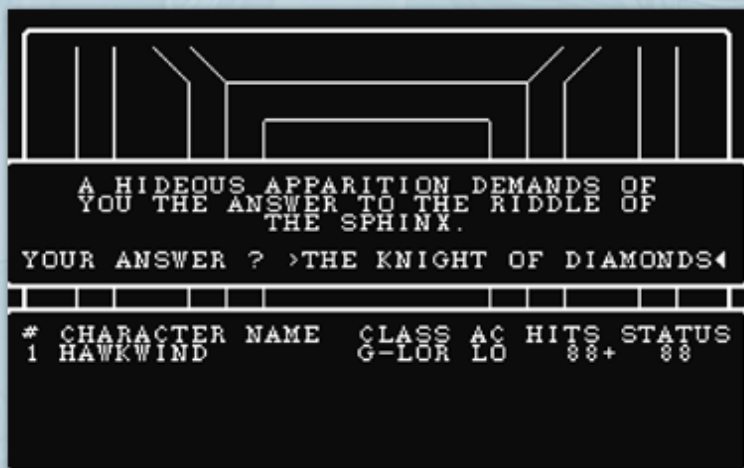 A HIDEOUS APPARITION DEMANDS OF
YOU THE ANSWER TO THE RIDDLE OF
THE SPHINX.
YOUR ANSWER ? >THE KNIGHT OF DIAMONDS◀
# CHARACTER NAME CLASS AC HITS STATUS
1 HAWKWIND G-LOR LO 88+ 88